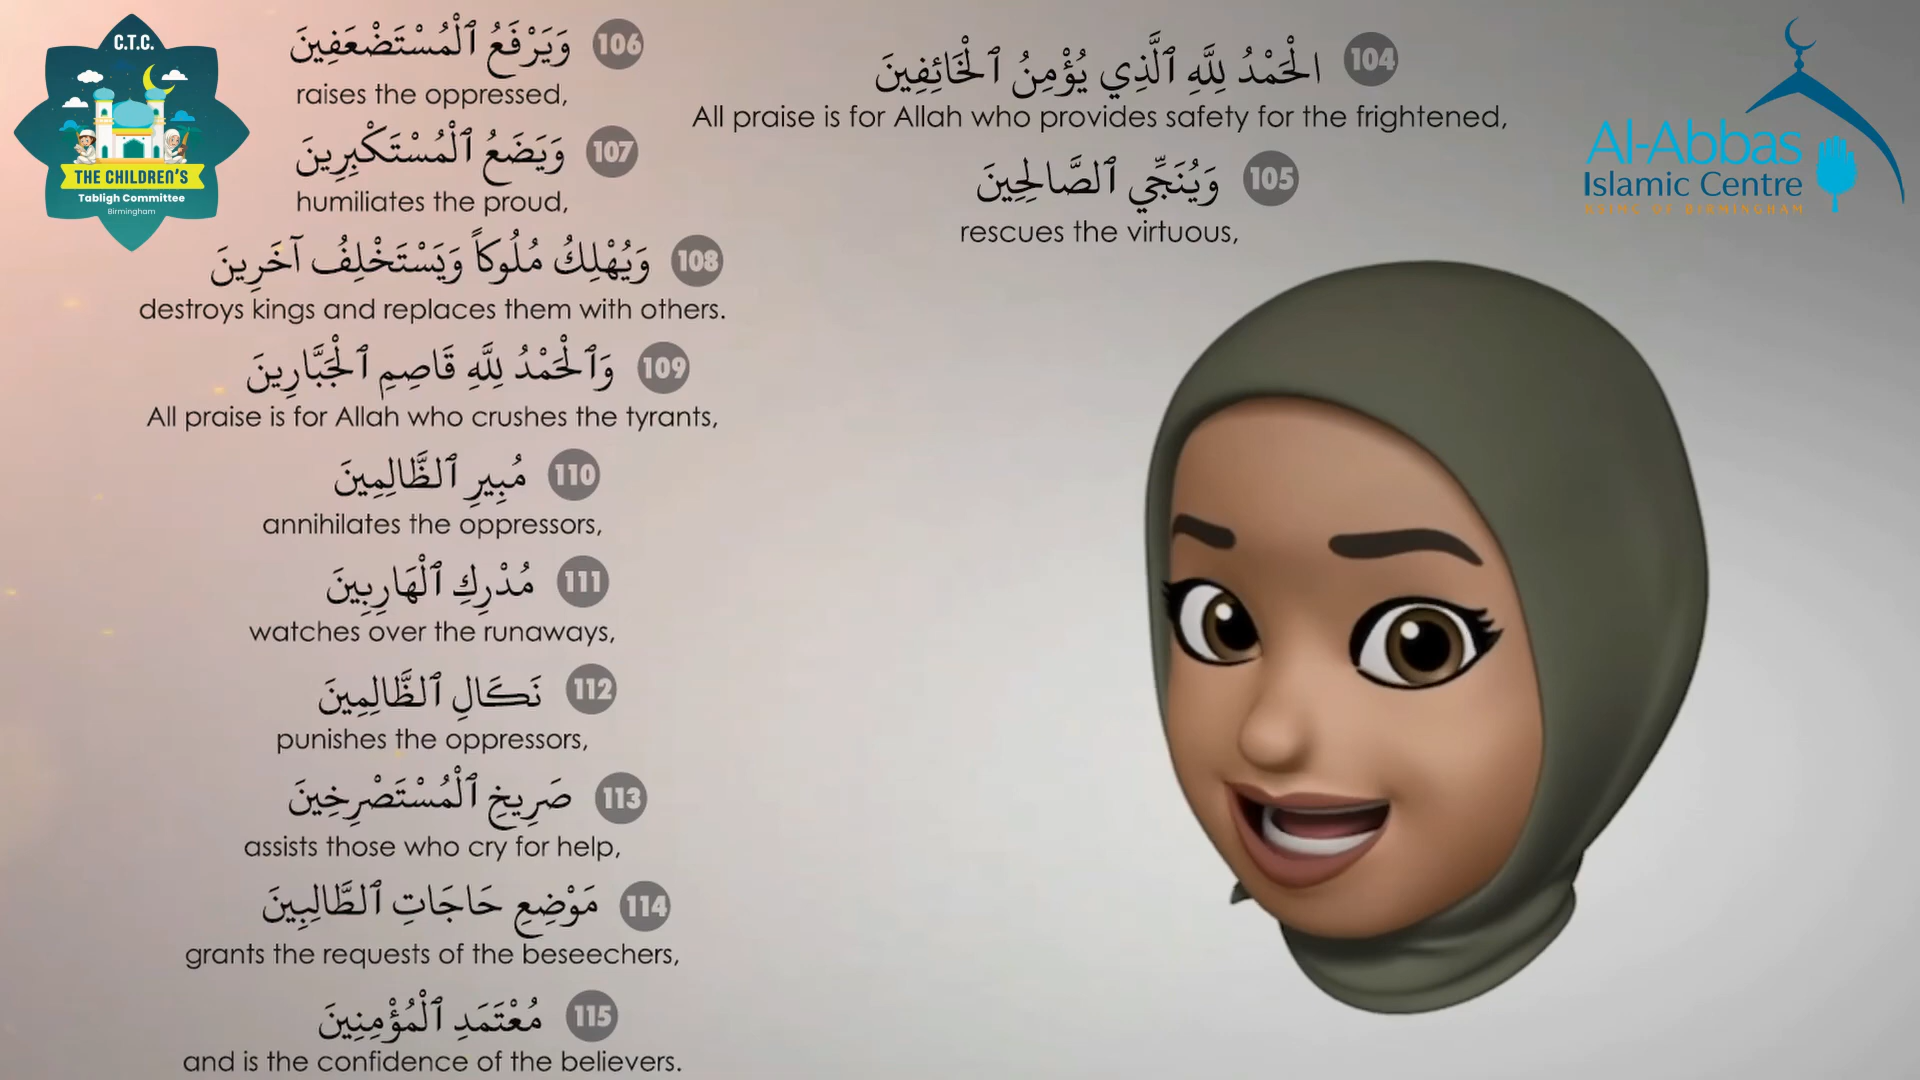 C.T.C.
THE CHILDREN'S
Tabligh Committee
Birmingham
Al-Abbas
Islamic Centre
الْحَمْدُ لِلَّهِ ٱلَّذِي يُؤْمِنُ ٱلْخَائِفِينَ 104
All praise is for Allah who provides safety for the frightened,
وَيُنَجِّي ٱلصَّالِحِينَ 105
rescues the virtuous,
وَيَرْفَعُ ٱلْمُسْتَضْعَفِينَ 106
raises the oppressed,
وَيَضَعُ ٱلْمُسْتَكْبِرِينَ 107
humiliates the proud,
وَيُهْلِكُ مُلُوكاً وَيَسْتَخْلِفُ آخَرِينَ 108
destroys kings and replaces them with others.
وَٱلْحَمْدُ لِلَّهِ قَاصِمِ ٱلْجَبَّارِينَ 109
All praise is for Allah who crushes the tyrants,
مُبِيرِ ٱلظَّالِمِينَ 110
annihilates the oppressors,
مُدْرِكِ ٱلْهَارِبِينَ 111
watches over the runaways,
نَكَالِ ٱلظَّالِمِينَ 112
punishes the oppressors,
صَرِيخِ ٱلْمُسْتَصْرِخِينَ 113
assists those who cry for help,
مَوْضِعِ حَاجَاتِ ٱلطَّالِبِينَ 114
grants the requests of the beseechers,
مُعْتَمَدِ ٱلْمُؤْمِنِينَ 115
and is the confidence of the believers.